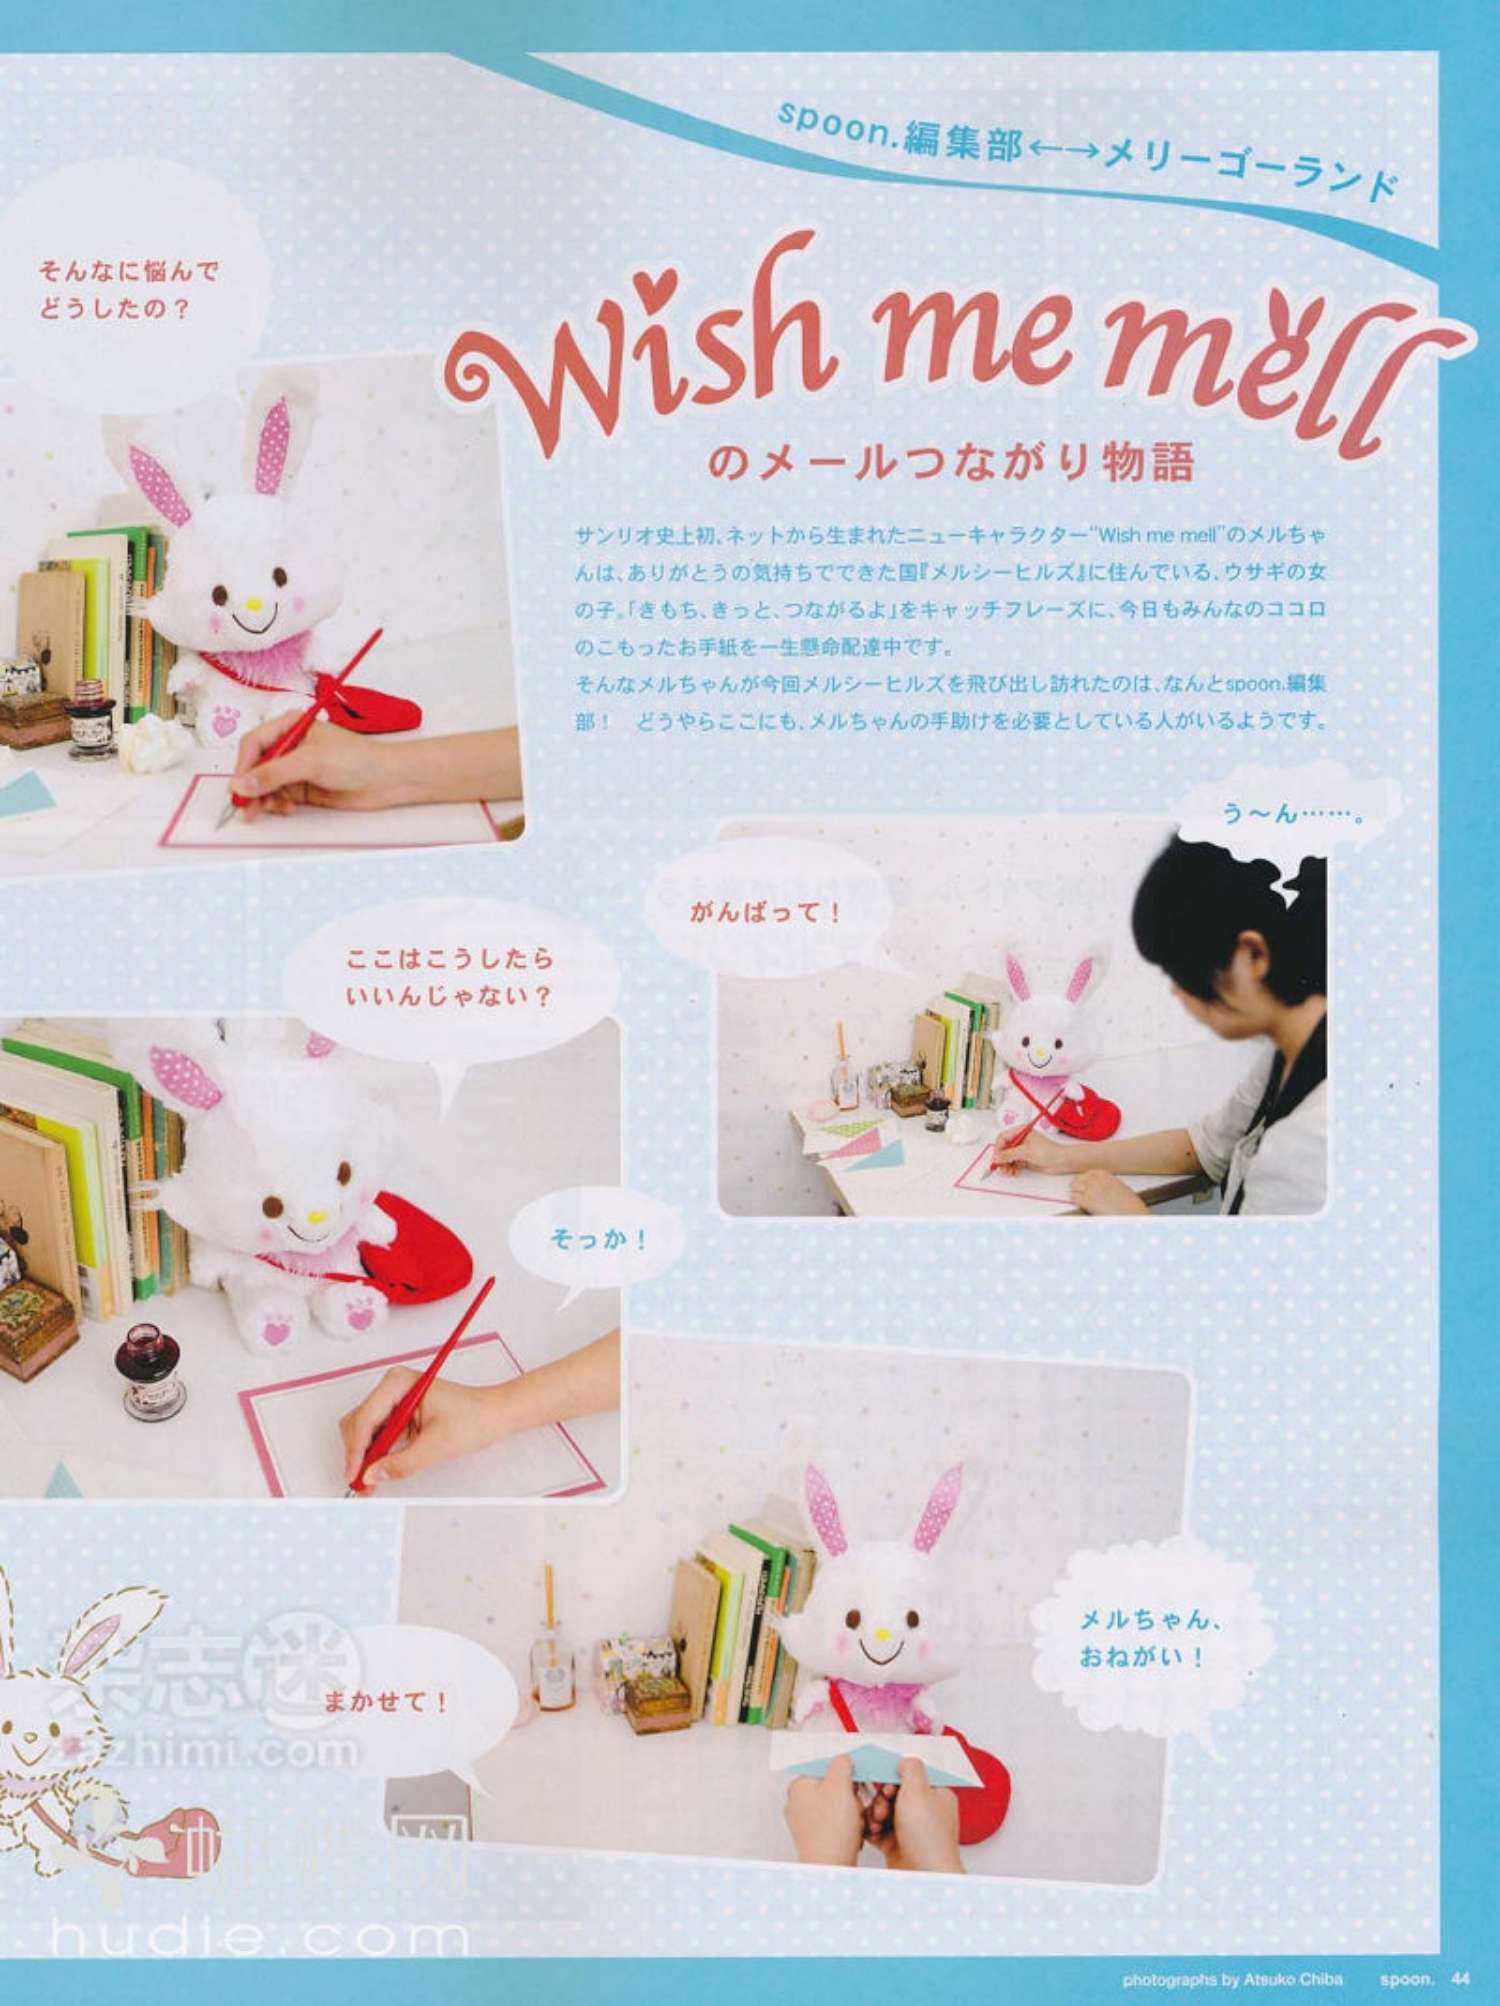 spoon.編集部←→メリーゴーランド
Wish me mell
のメールつながり物語
サンリオ史上初、ネットから生まれたニューキャラクター“Wish me mell”のメルちゃ
んは、ありがとうの気持ちでできた国『メルシーヒルズ』に住んでいる、ウサギの女
の子。「きもち、きっと、つながるよ」をキャッチフレーズに、今日もみんなのココロ
のこもったお手紙を一生懸命配達中です。
そんなメルちゃんが今回メルシーヒルズを飛び出し訪れたのは、なんとspoon.編集
部！　どうやらここにも、メルちゃんの手助けを必要としている人がいるようです。
う〜ん……。
がんばって！
そんなに悩んで
どうしたの？
ここはこうしたら
いいんじゃない？
そっか！
メルちゃん、
おねがい！
まかせて！
杂志迷
zazhimi.com
蝴蝶网
hudie.com
photographs by Atsuko Chiba
spoon. 44